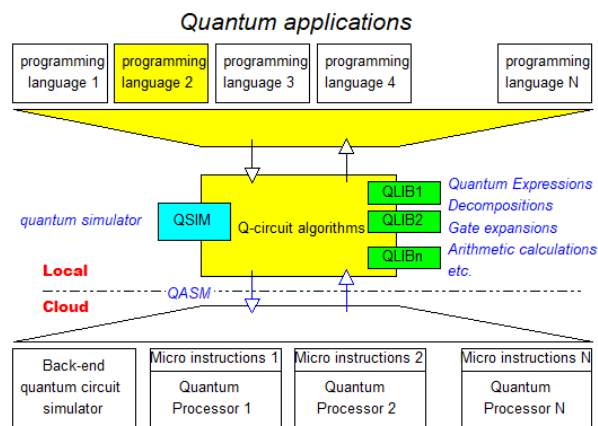 Quantum applications
programming
language 1
programming
language 2
programming
language 3
programming
language 4
programming
language N
QLIB1
Quantum Expressions
Decompositions
quantum simulator
QSIM
Q-circuit algorithms
QLIB2
Gate expansions
QLIBn
Arithmetic calculations
etc.
Local
QASM
Cloud
Back-end
quantum circuit
simulator
Micro instructions 1
Quantum
Processor 1
Micro instructions 2
Quantum
Processor 2
Micro instructions N
Quantum
Processor N